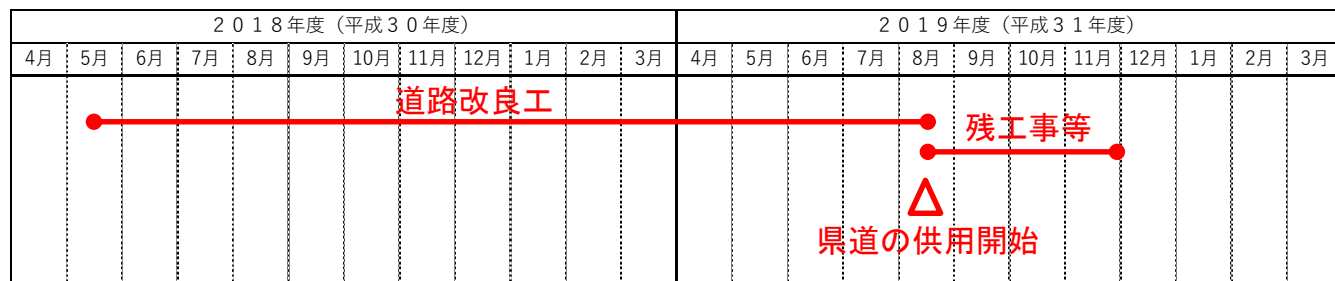 ２０１８年度（平成３０年度） ２０１９年度（平成３１年度）
4月 5月 6月 7月 8月 9月 10月 11月 12月 1月 2月 3月 4月 5月 6月 7月 8月 9月 10月 11月 12月 1月 2月 3月
道路改良工
残工事等
県道の供用開始